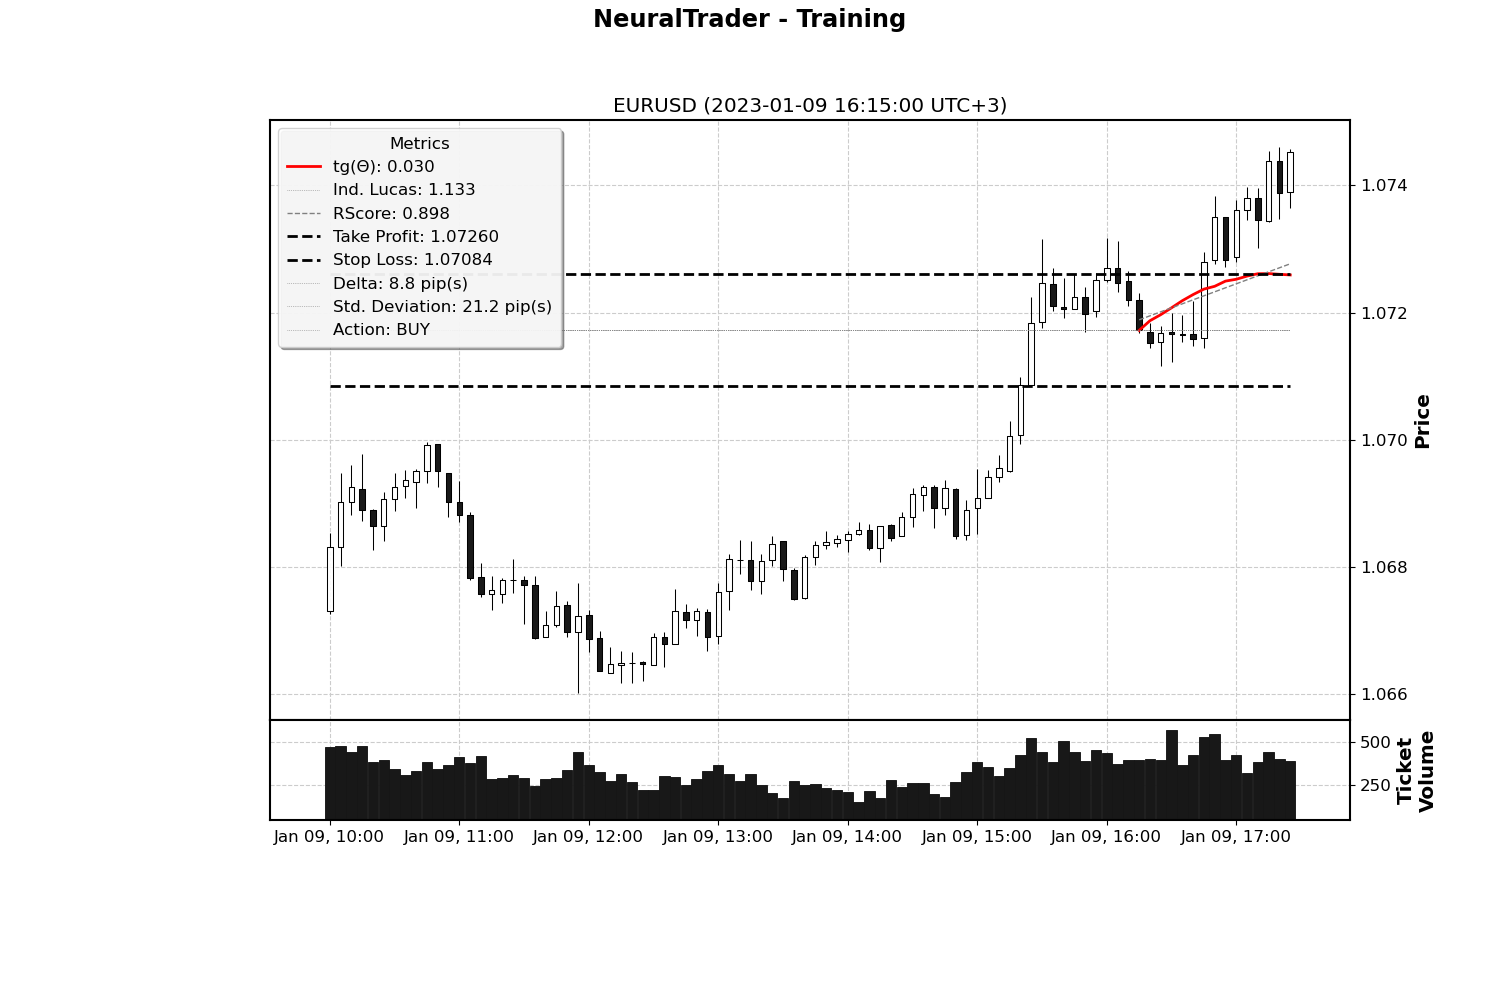 NeuralTrader - Training
EURUSD (2023-01-09 16:15:00 UTC+3)
Metrics
tg(Θ): 0.030
Ind. Lucas: 1.133
RScore: 0.898
Take Profit: 1.07260
Stop Loss: 1.07084
Delta: 8.8 pip(s)
Std. Deviation: 21.2 pip(s)
Action: BUY
1.074
1.072
1.070
1.068
1.066
Price
500
250
Ticket
Volume
Jan 09, 10:00
Jan 09, 11:00
Jan 09, 12:00
Jan 09, 13:00
Jan 09, 14:00
Jan 09, 15:00
Jan 09, 16:00
Jan 09, 17:00